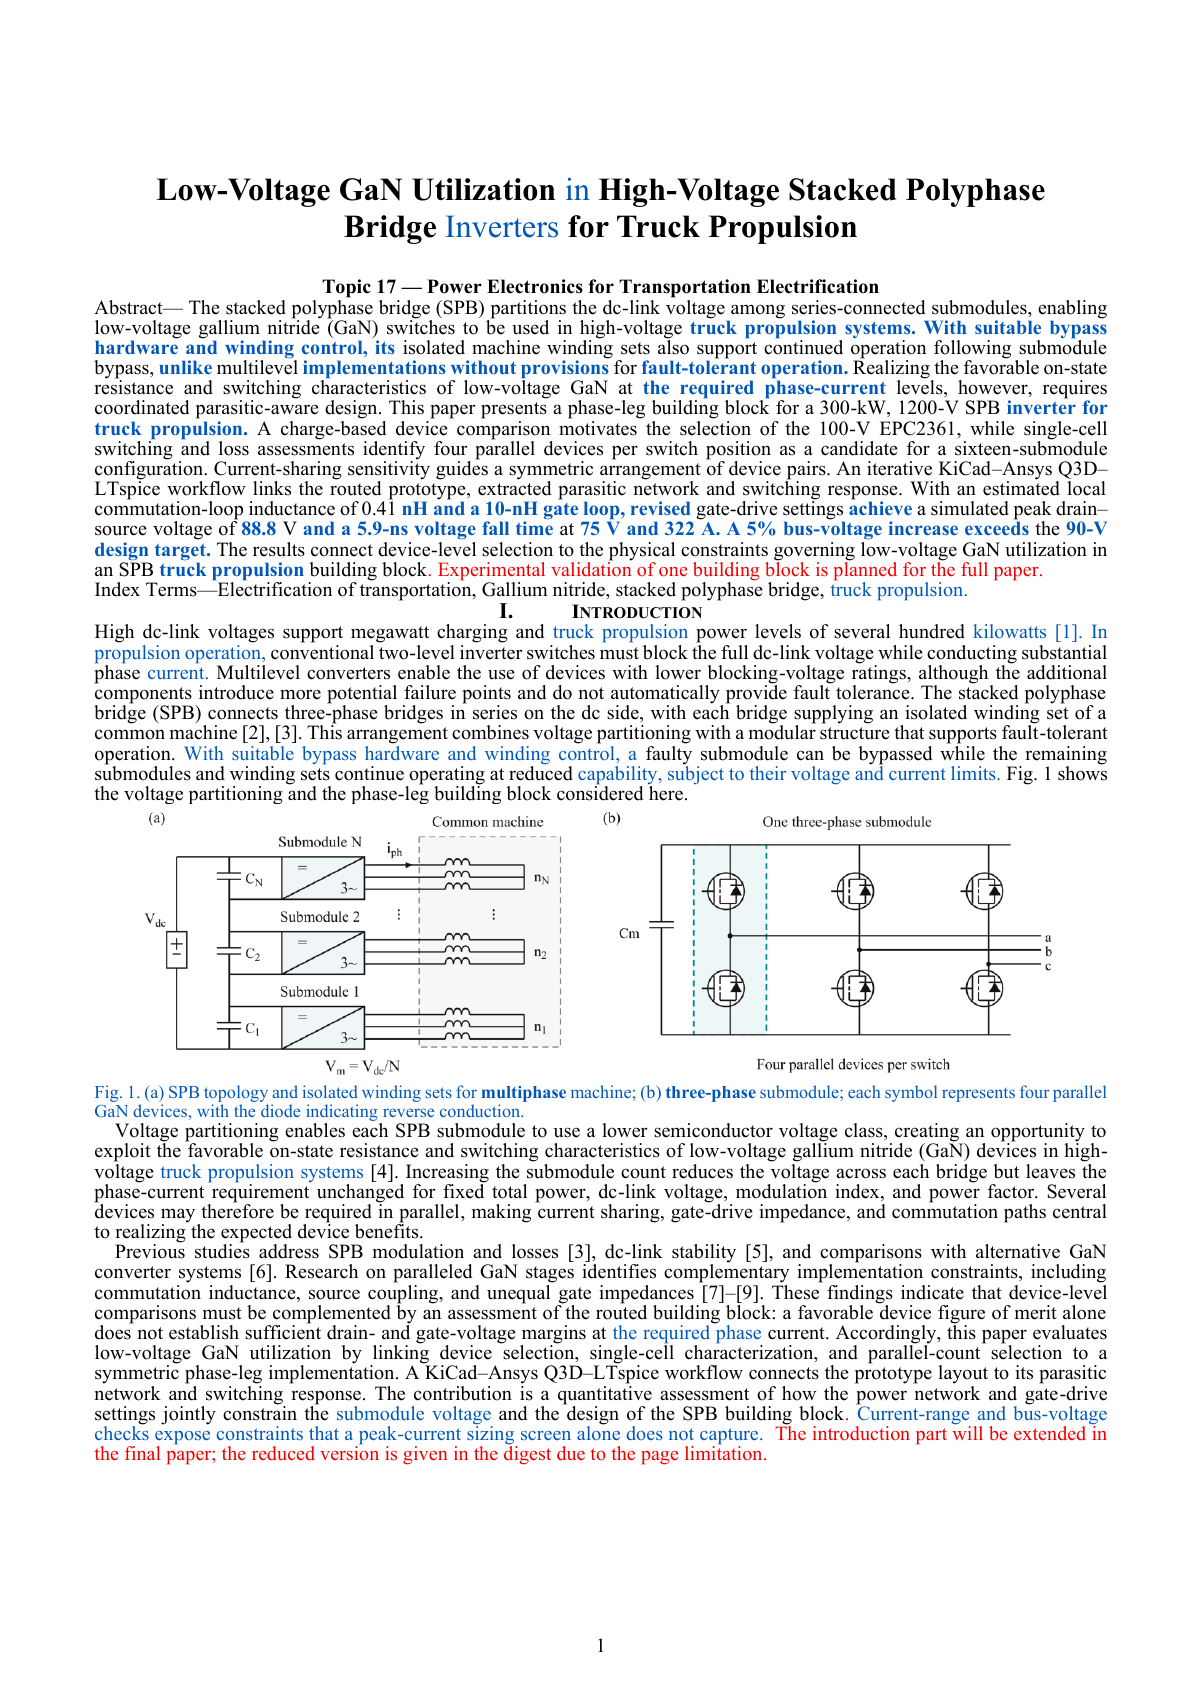 Low-Voltage GaN Utilization in High-Voltage Stacked Polyphase
Bridge Inverters for Truck Propulsion
Topic 17 — Power Electronics for Transportation Electrification
Abstract— The stacked polyphase bridge (SPB) partitions the dc-link voltage among series-connected submodules, enabling
low-voltage gallium nitride (GaN) switches to be used in high-voltage truck propulsion systems. With suitable bypass
hardware and winding control, its isolated machine winding sets also support continued operation following submodule
bypass, unlike multilevel implementations without provisions for fault-tolerant operation. Realizing the favorable on-state
resistance and switching characteristics of low-voltage GaN at the required phase-current levels, however, requires
coordinated parasitic-aware design. This paper presents a phase-leg building block for a 300-kW, 1200-V SPB inverter for
truck propulsion. A charge-based device comparison motivates the selection of the 100-V EPC2361, while single-cell
switching and loss assessments identify four parallel devices per switch position as a candidate for a sixteen-submodule
configuration. Current-sharing sensitivity guides a symmetric arrangement of device pairs. An iterative KiCad–Ansys Q3D–
LTspice workflow links the routed prototype, extracted parasitic network and switching response. With an estimated local
commutation-loop inductance of 0.41 nH and a 10-nH gate loop, revised gate-drive settings achieve a simulated peak drain–
source voltage of 88.8 V and a 5.9-ns voltage fall time at 75 V and 322 A. A 5% bus-voltage increase exceeds the 90-V
design target. The results connect device-level selection to the physical constraints governing low-voltage GaN utilization in
an SPB truck propulsion building block. Experimental validation of one building block is planned for the full paper.
Index Terms—Electrification of transportation, Gallium nitride, stacked polyphase bridge, truck propulsion.
I. INTRODUCTION
High dc-link voltages support megawatt charging and truck propulsion power levels of several hundred kilowatts [1]. In
propulsion operation, conventional two-level inverter switches must block the full dc-link voltage while conducting substantial
phase current. Multilevel converters enable the use of devices with lower blocking-voltage ratings, although the additional
components introduce more potential failure points and do not automatically provide fault tolerance. The stacked polyphase
bridge (SPB) connects three-phase bridges in series on the dc side, with each bridge supplying an isolated winding set of a
common machine [2], [3]. This arrangement combines voltage partitioning with a modular structure that supports fault-tolerant
operation. With suitable bypass hardware and winding control, a faulty submodule can be bypassed while the remaining
submodules and winding sets continue operating at reduced capability, subject to their voltage and current limits. Fig. 1 shows
the voltage partitioning and the phase-leg building block considered here.
(a)
Common machine
Submodule N
iph
CN
=
3~
nN
⋮
⋮
Vdc
Submodule 2
C2
=
3~
n2
Submodule 1
C1
=
3~
n1
Vm = Vdc/N
(b)
One three-phase submodule
Cm
a
b
c
Four parallel devices per switch
Fig. 1. (a) SPB topology and isolated winding sets for multiphase machine; (b) three-phase submodule; each symbol represents four parallel
GaN devices, with the diode indicating reverse conduction.
Voltage partitioning enables each SPB submodule to use a lower semiconductor voltage class, creating an opportunity to
exploit the favorable on-state resistance and switching characteristics of low-voltage gallium nitride (GaN) devices in high-
voltage truck propulsion systems [4]. Increasing the submodule count reduces the voltage across each bridge but leaves the
phase-current requirement unchanged for fixed total power, dc-link voltage, modulation index, and power factor. Several
devices may therefore be required in parallel, making current sharing, gate-drive impedance, and commutation paths central
to realizing the expected device benefits.
Previous studies address SPB modulation and losses [3], dc-link stability [5], and comparisons with alternative GaN
converter systems [6]. Research on paralleled GaN stages identifies complementary implementation constraints, including
commutation inductance, source coupling, and unequal gate impedances [7]–[9]. These findings indicate that device-level
comparisons must be complemented by an assessment of the routed building block: a favorable device figure of merit alone
does not establish sufficient drain- and gate-voltage margins at the required phase current. Accordingly, this paper evaluates
low-voltage GaN utilization by linking device selection, single-cell characterization, and parallel-count selection to a
symmetric phase-leg implementation. A KiCad–Ansys Q3D–LTspice workflow connects the prototype layout to its parasitic
network and switching response. The contribution is a quantitative assessment of how the power network and gate-drive
settings jointly constrain the submodule voltage and the design of the SPB building block. Current-range and bus-voltage
checks expose constraints that a peak-current sizing screen alone does not capture. The introduction part will be extended in
the final paper; the reduced version is given in the digest due to the page limitation.
1